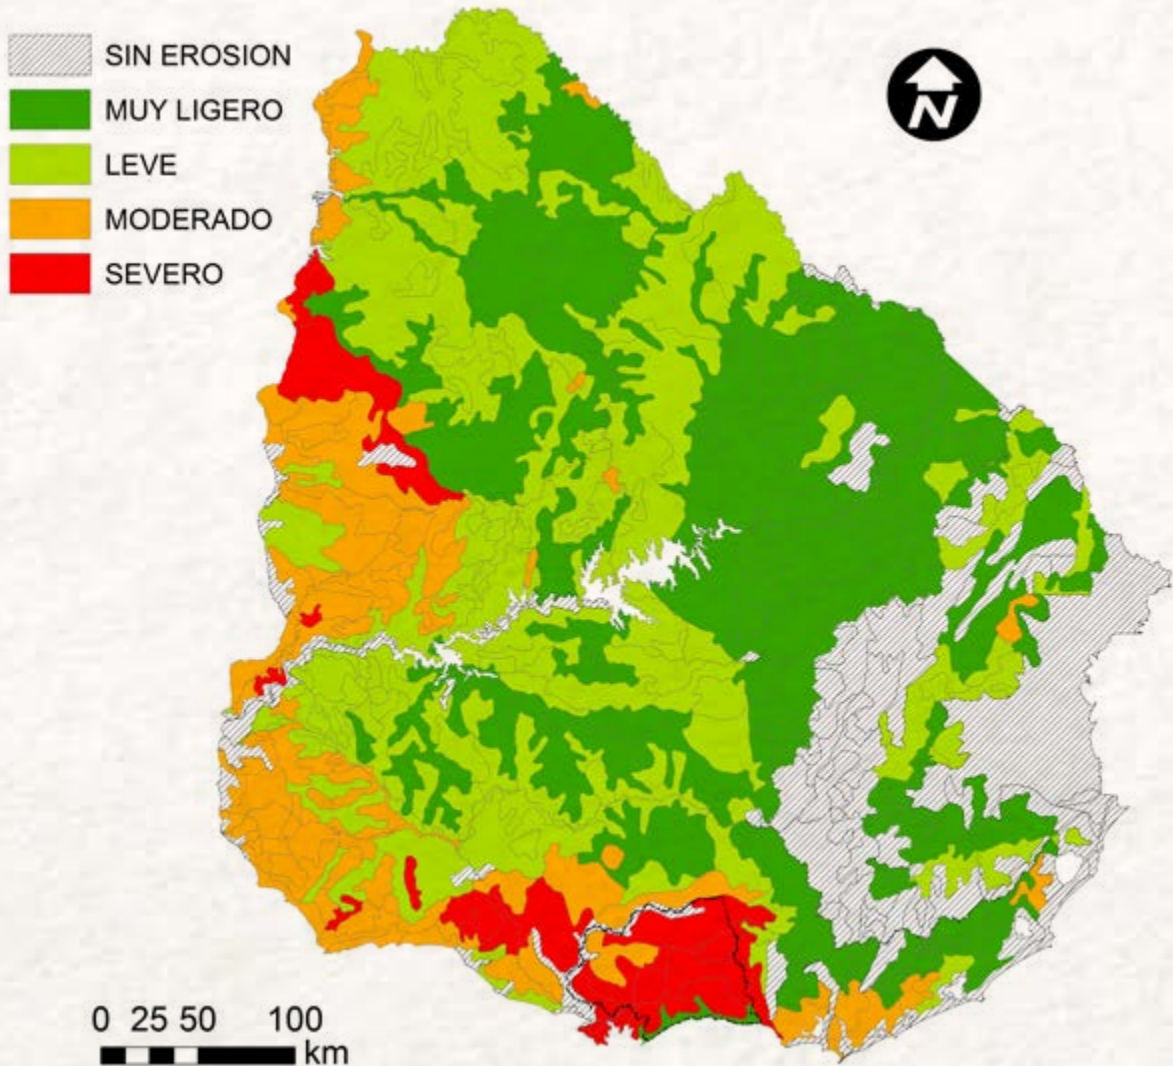 SIN EROSION
MUY LIGERO
LEVE
MODERADO
SEVERO
N
0 25 50 100
km